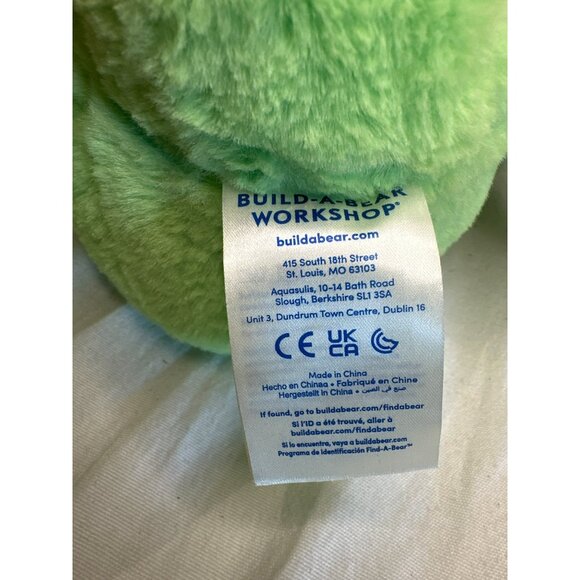 BUILD-A-BEAR
WORKSHOP®
buildabear.com
415 South 18th Street
St. Louis, MO 63103
Aquasulis, 10-14 Bath Road
Slough, Berkshire SL1 3SA
Unit 3, Dundrum Town Centre, Dublin 16
CE UK CA
Made in China
Hecho en Chinaa • Fabriqué en Chine
Hergestellt in China • صنع في الصين
If found, go to buildabear.com/findabear
Si l'ID a été trouvé, aller à
buildabear.com/findabear
Si lo encuentra, vaya a buildabear.com
Programa de identificación Find-A-Bear™